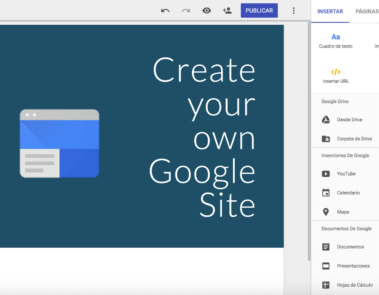 PUBLICAR
INSERTAR
PÁGINAS
Create
your
own
Google
Site
Aa
Cuadro de texto
</>
Insertar URL
Google Drive
Desde Drive
Carpeta de Drive
Inserciones De Google
YouTube
Calendario
Mapa
Documentos De Google
Documentos
Presentaciones
Hojas de Cálculo